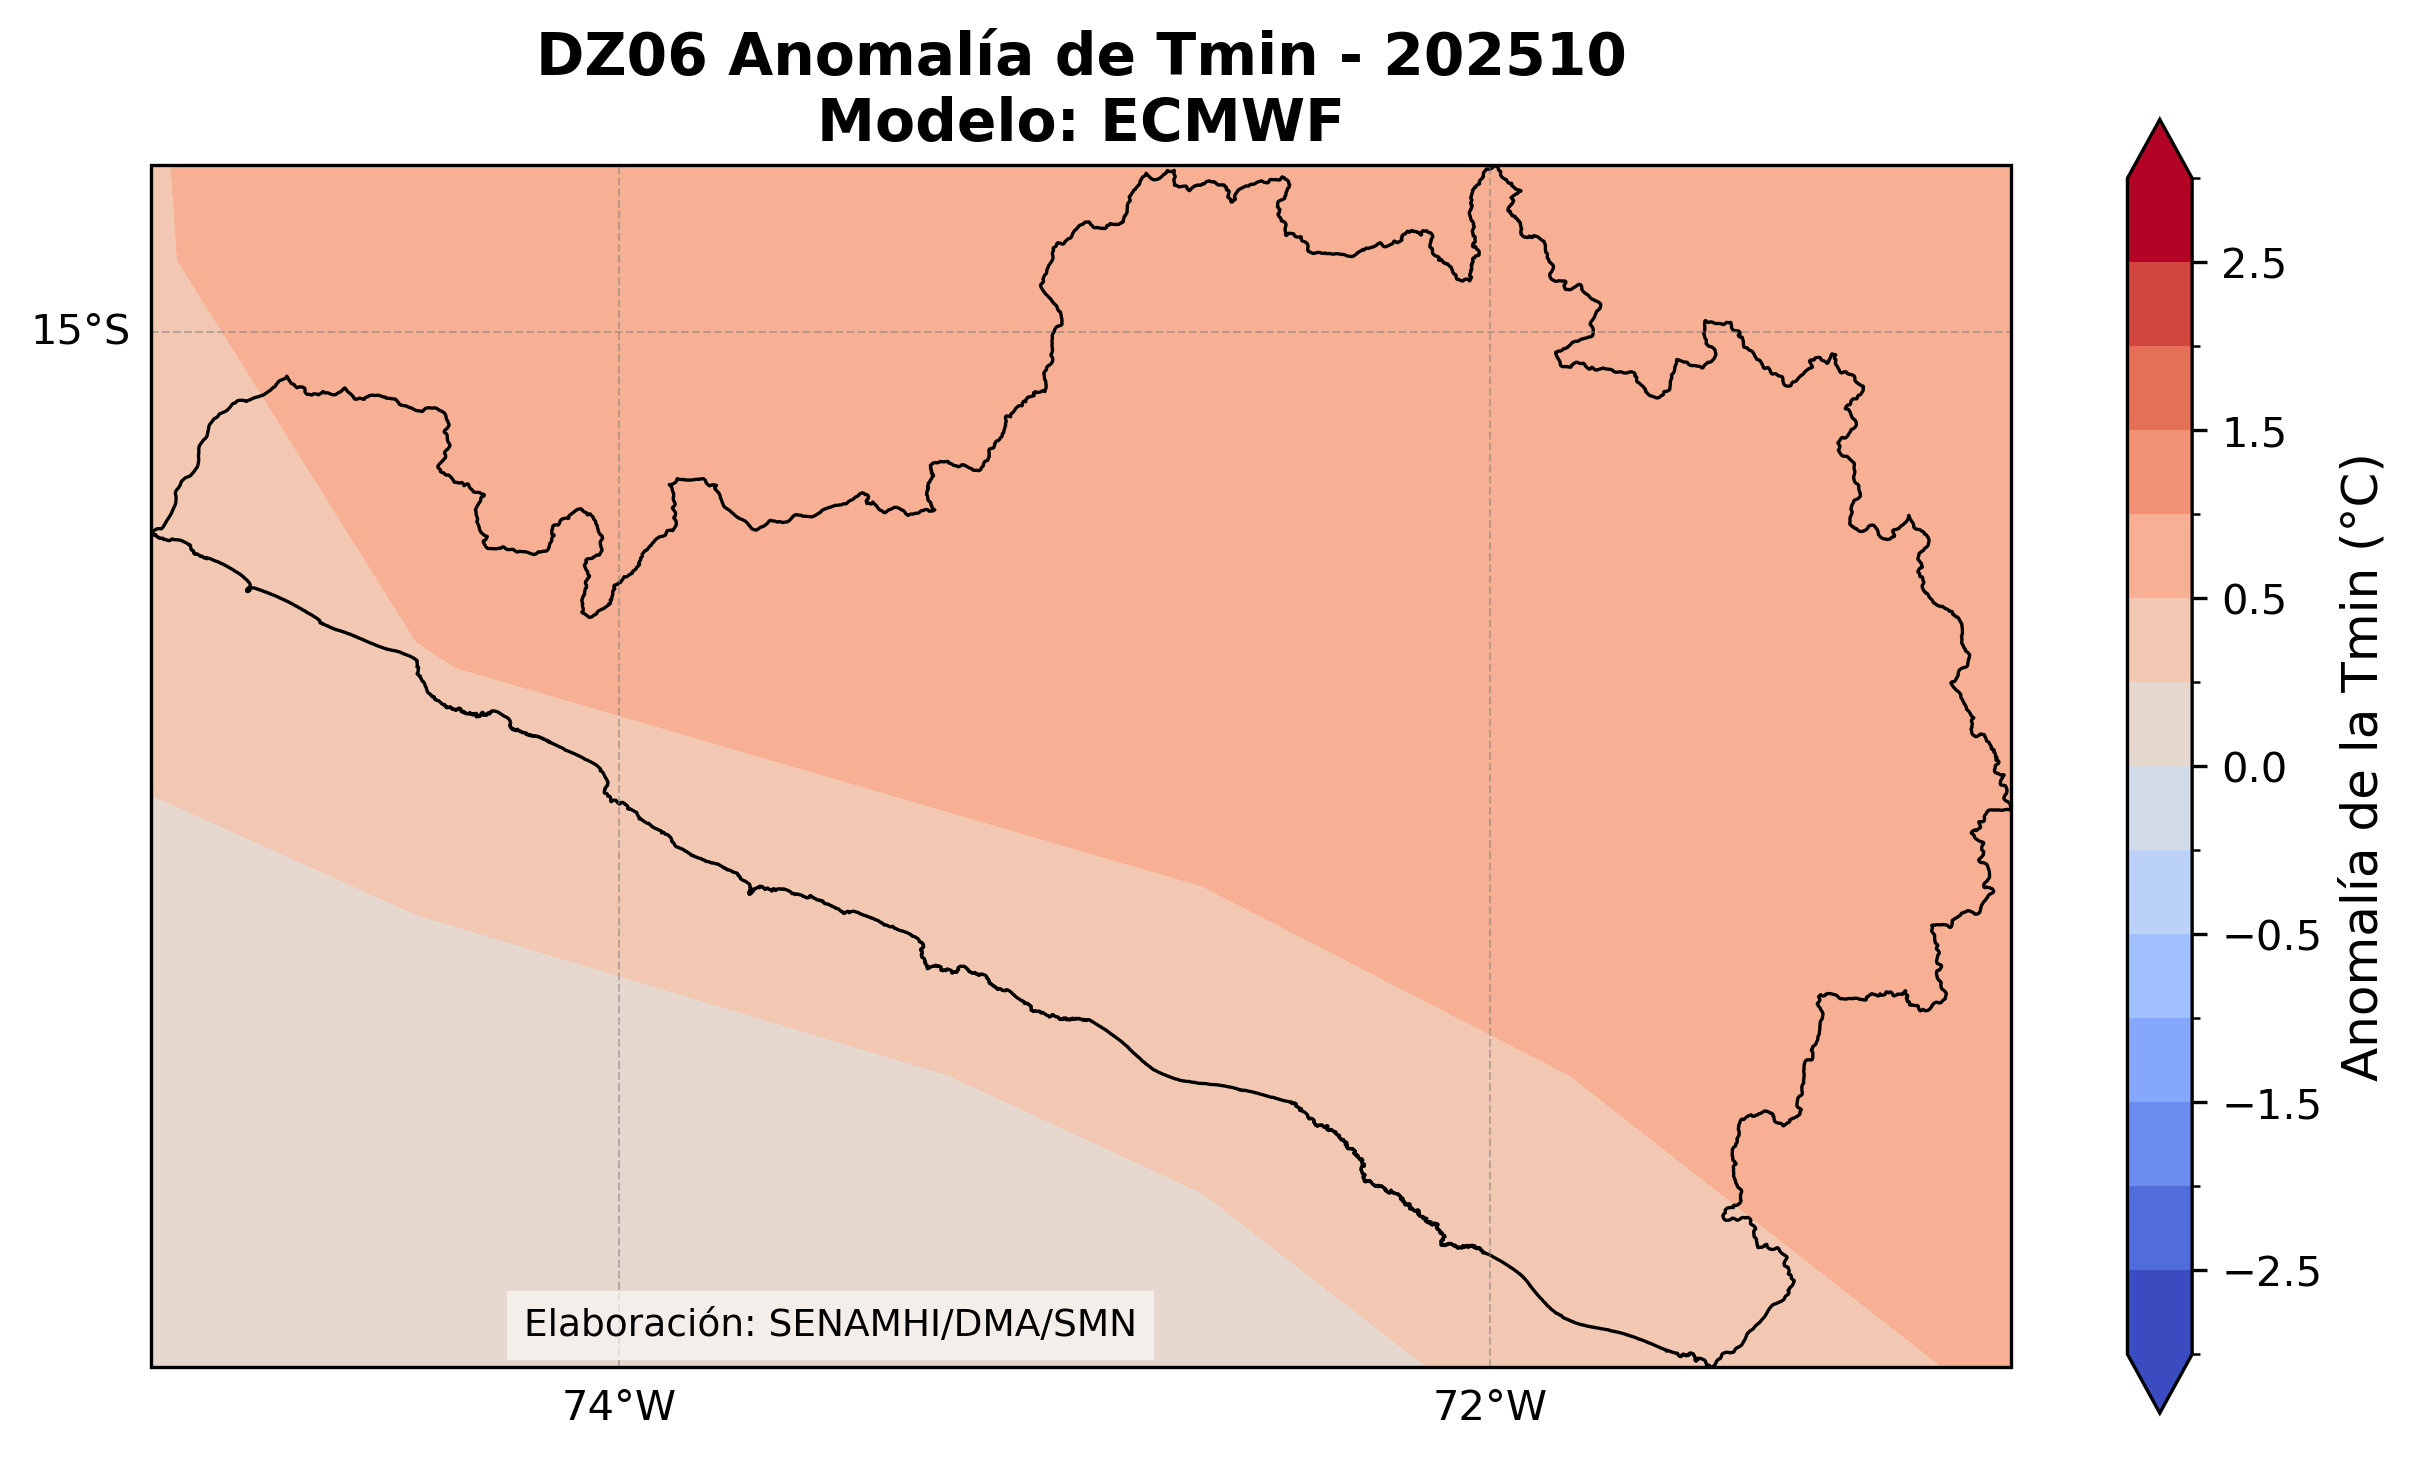 DZ06 Anomalía de Tmin - 202510
Modelo: ECMWF
15°S
74°W
72°W
Elaboración: SENAMHI/DMA/SMN
2.5
1.5
0.5
0.0
−0.5
−1.5
−2.5
Anomalía de la Tmin (°C)